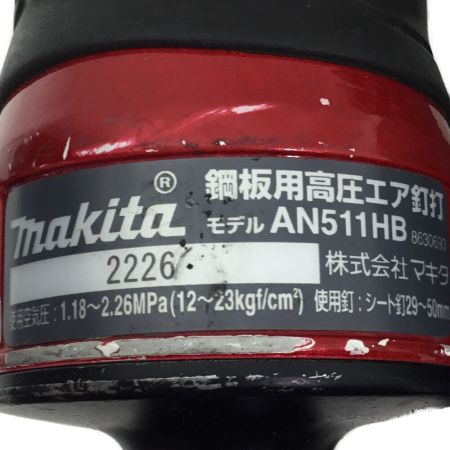 makita® 鋼板用高圧エア釘打
モデル AN511HB 8630693
2226 株式会社マキタ
使用空気圧：1.18～2.26MPa(12～23kgf/cm²) 使用釘：シート釘29～50mm